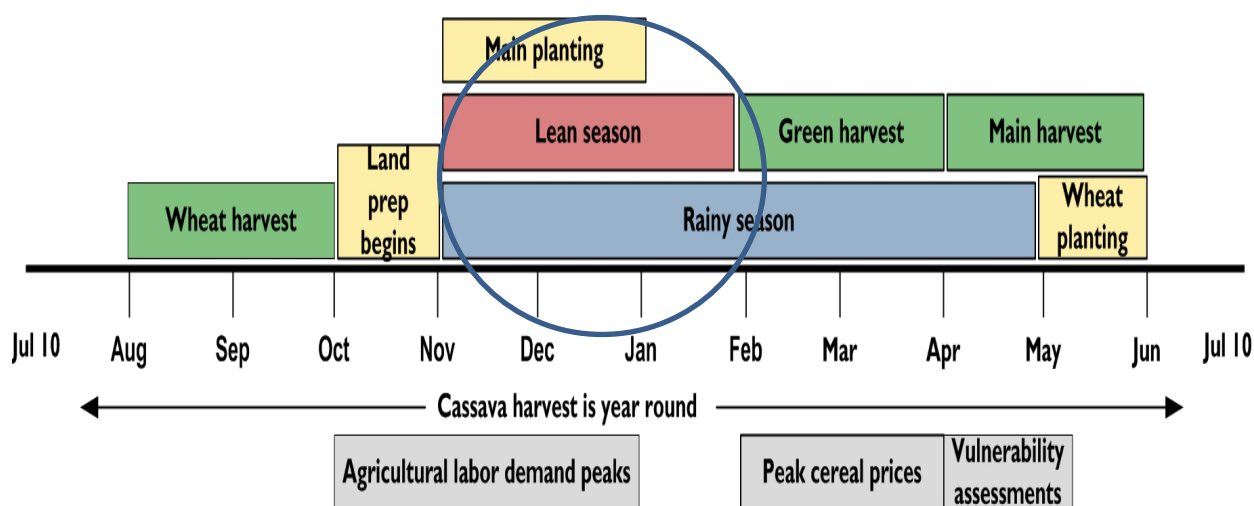 Main planting
Lean season
Green harvest
Main harvest
Land
prep
begins
Wheat harvest
Rainy season
Wheat
planting
Jul 10
Aug
Sep
Oct
Nov
Dec
Jan
Feb
Mar
Apr
May
Jun
Jul 10
Cassava harvest is year round
Agricultural labor demand peaks
Peak cereal prices
Vulnerability
assessments